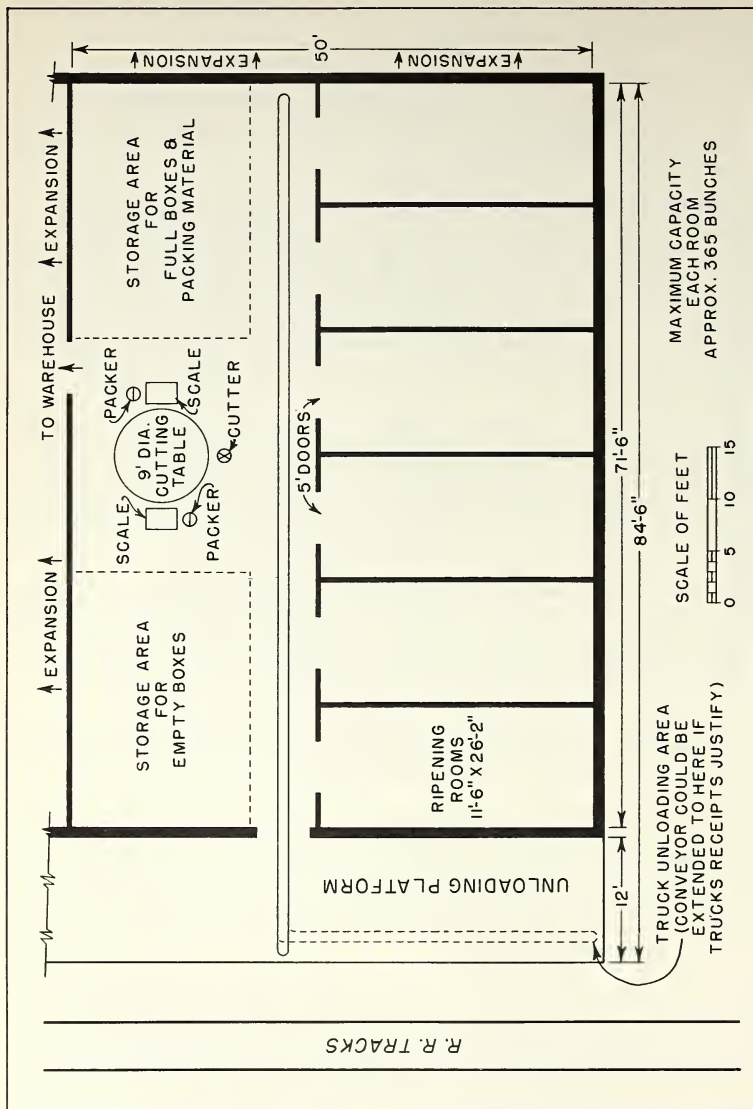 EXPANSION
TO WAREHOUSE
EXPANSION
STORAGE AREA
FOR
EMPTY BOXES
SCALE
PACKER
9' DIA.
CUTTING
TABLE
PACKER
SCALE
CUTTER
STORAGE AREA
FOR
FULL BOXES &
PACKING MATERIAL
EXPANSION
50'
EXPANSION
5' DOORS
RIPENING
ROOMS
11'-6" X 26'-2"
UNLOADING PLATFORM
R. R. TRACKS
12'
71'-6"
84'-6"
TRUCK UNLOADING AREA
(CONVEYOR COULD BE
EXTENDED TO HERE IF
TRUCKS RECEIPTS JUSTIFY)
SCALE OF FEET
0 5 10 15
MAXIMUM CAPACITY
EACH ROOM
APPROX. 365 BUNCHES